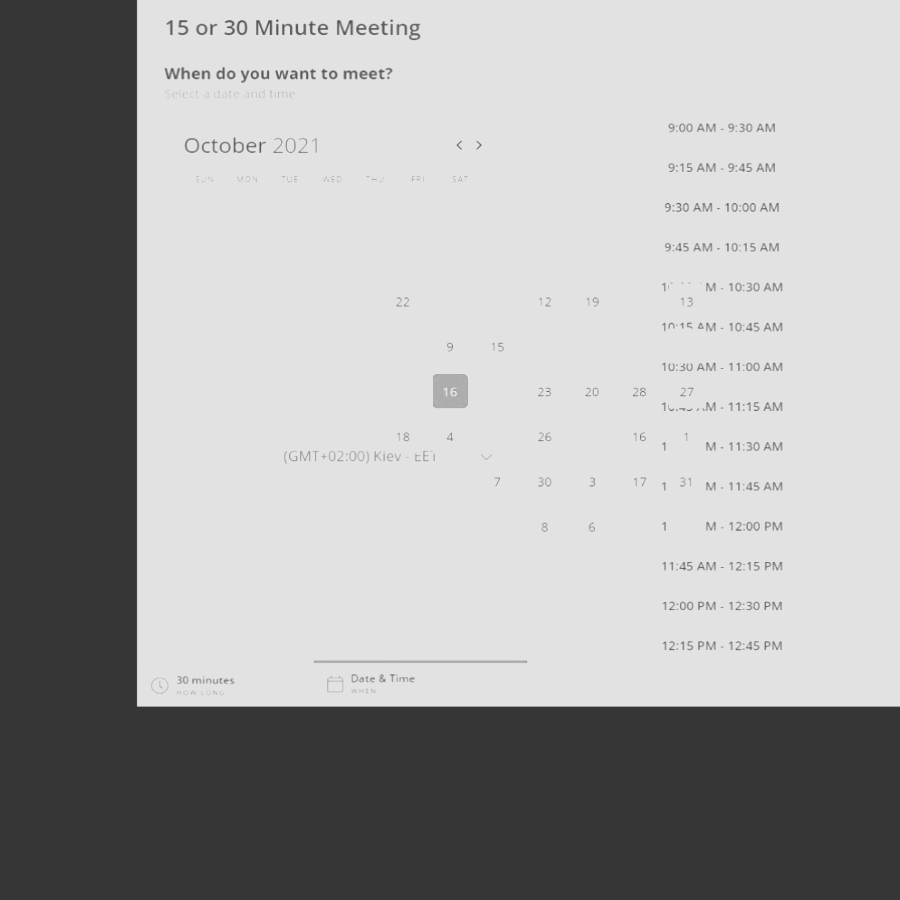 15 or 30 Minute Meeting
When do you want to meet?
Select a date and time
October 2021 < >
SUN MON TUE WED THU FRI SAT
9:00 AM - 9:30 AM
9:15 AM - 9:45 AM
9:30 AM - 10:00 AM
9:45 AM - 10:15 AM
M - 10:30 AM
22 12 19 13
10:15 AM - 10:45 AM
9 15
10:30 AM - 11:00 AM
16 23 20 28 27
AM - 11:15 AM
18 4 26 16 1
1 M - 11:30 AM
(GMT+02:00) Kiev - EET
7 30 3 17 31
1 M - 11:45 AM
8 6
1 M - 12:00 PM
11:45 AM - 12:15 PM
12:00 PM - 12:30 PM
12:15 PM - 12:45 PM
30 minutes
HOW LONG
Date & Time
WHEN